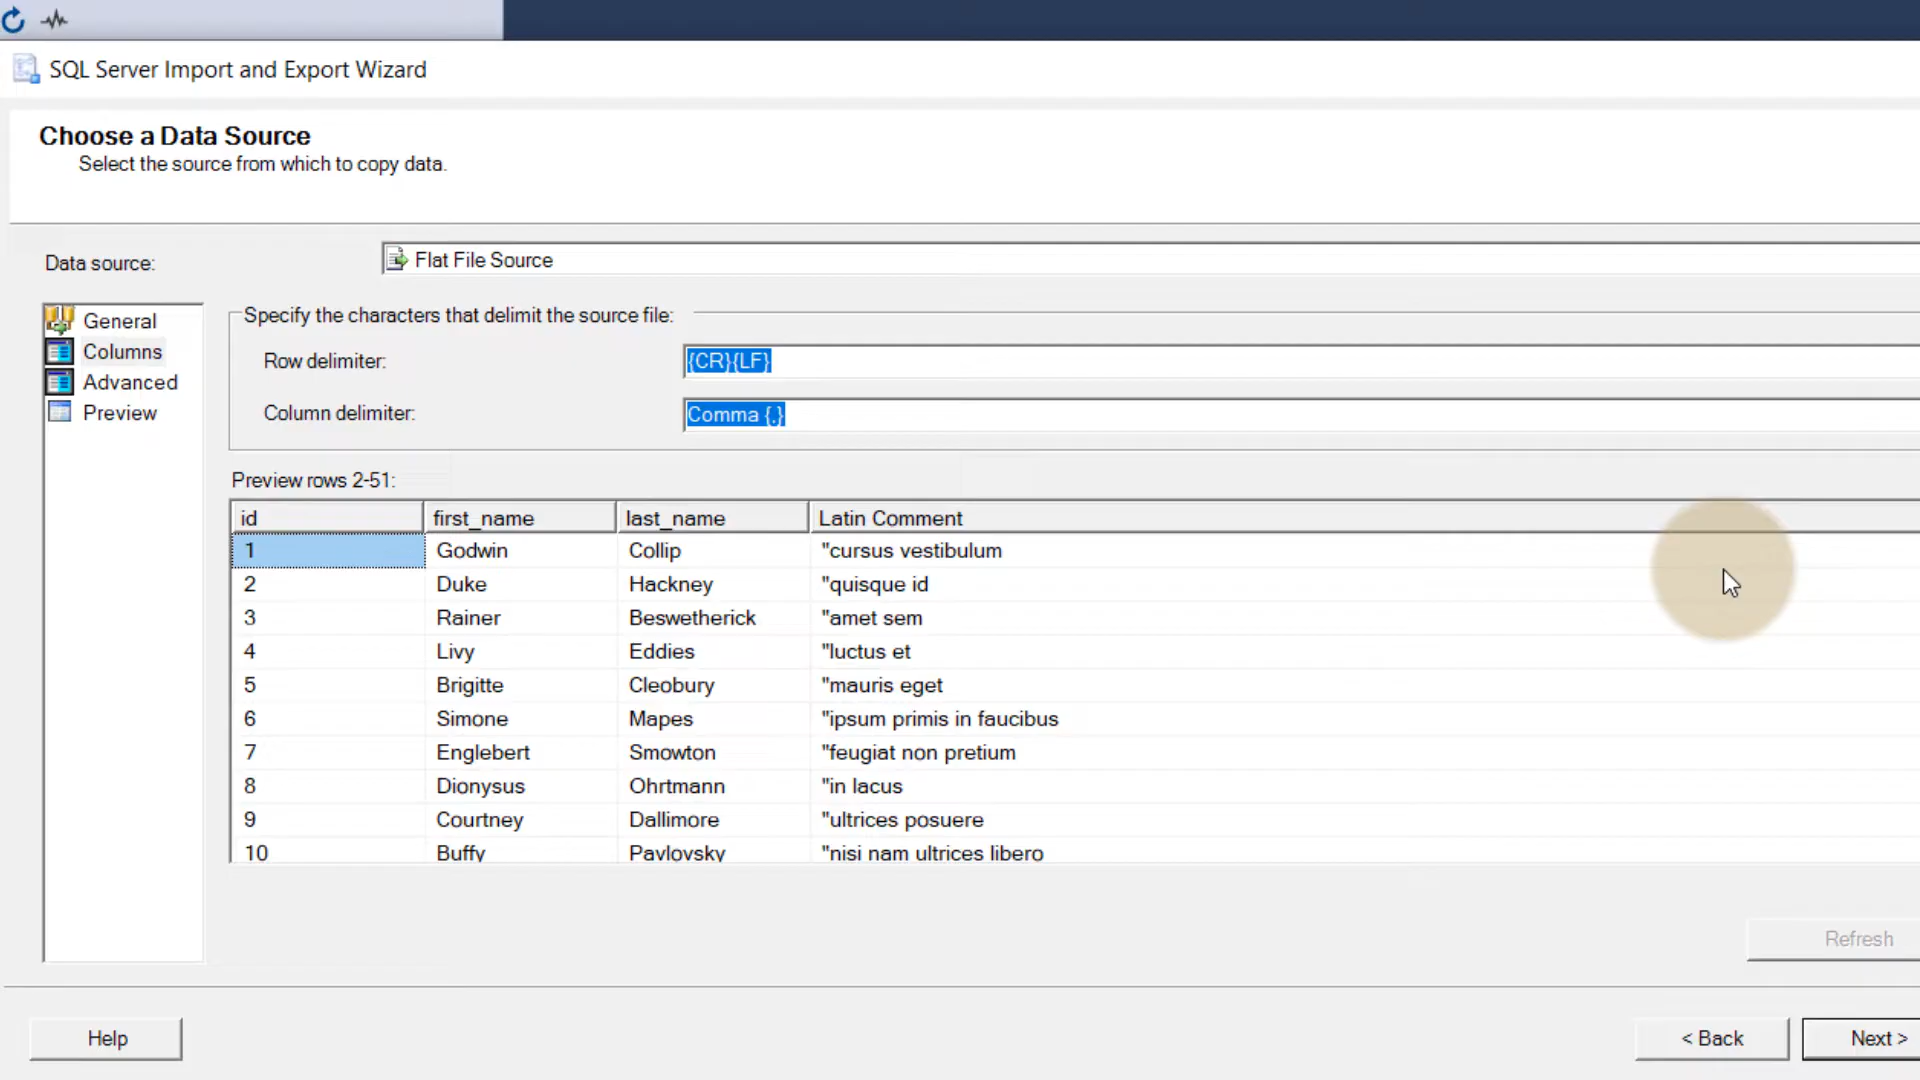 SQL Server Import and Export Wizard
Choose a Data Source
Select the source from which to copy data.
Data source:
Flat File Source
General
Columns
Advanced
Preview
Specify the characters that delimit the source file:
Row delimiter:
{CR}{LF}
Column delimiter:
Comma {,}
Preview rows 2-51:
id first_name last_name Latin Comment
1 Godwin Collip "cursus vestibulum
2 Duke Hackney "quisque id
3 Rainer Beswetherick "amet sem
4 Livy Eddies "luctus et
5 Brigitte Cleobury "mauris eget
6 Simone Mapes "ipsum primis in faucibus
7 Englebert Smowton "feugiat non pretium
8 Dionysus Ohrtmann "in lacus
9 Courtney Dallimore "ultrices posuere
10 Buffy Pavlovsky "nisi nam ultrices libero
Refresh
Help
< Back
Next >